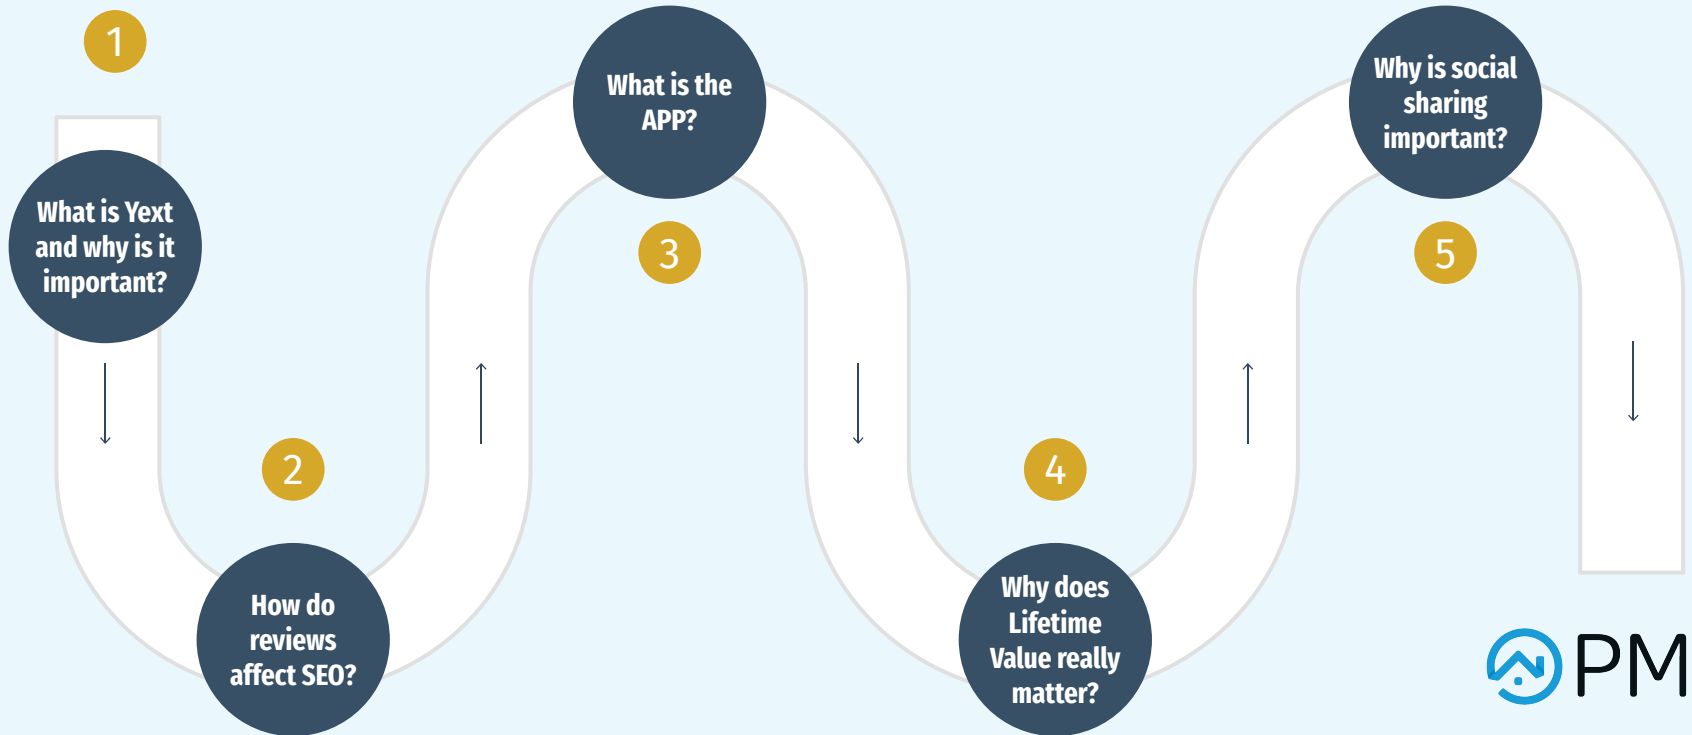 1
What is Yext
and why is it
important?
2
How do
reviews
affect SEO?
What is the
APP?
3
4
Why does
Lifetime
Value really
matter?
Why is social
sharing
important?
5
PM